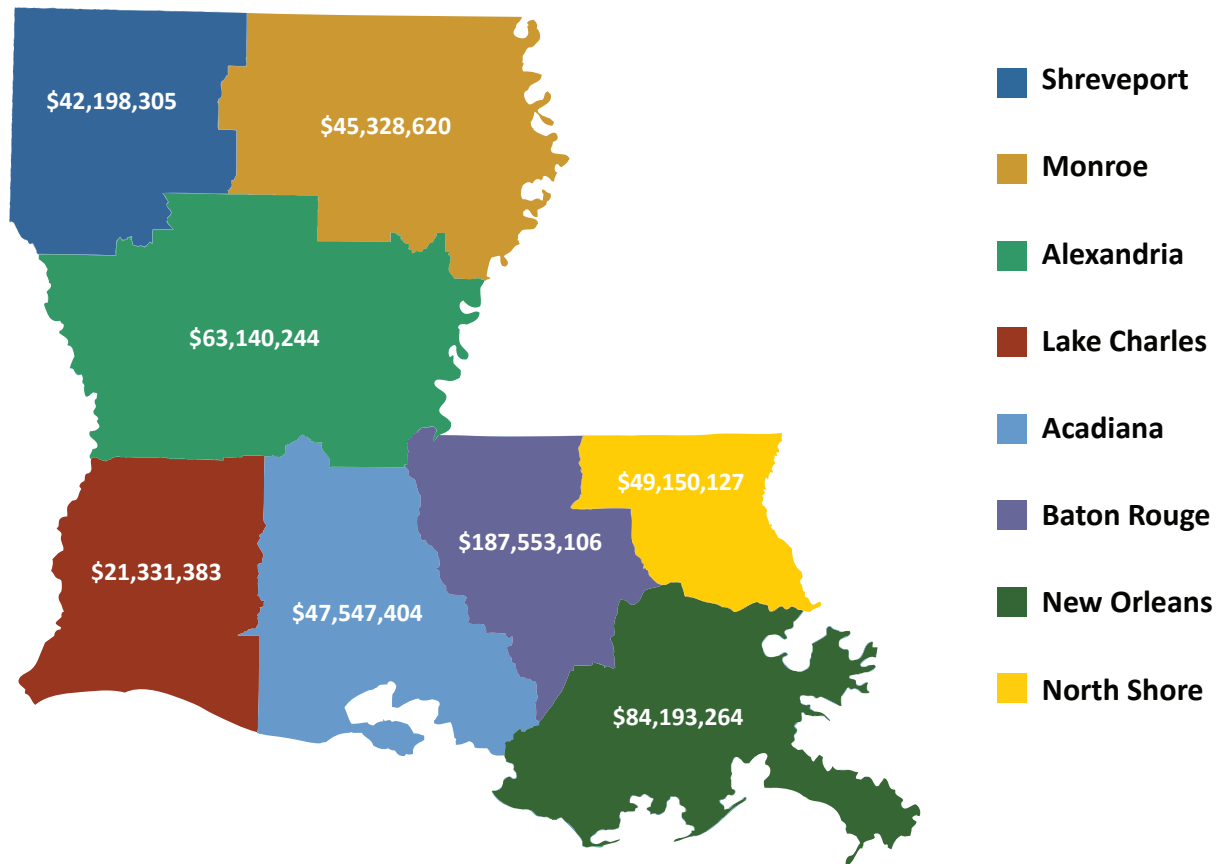 $42,198,305
$45,328,620
$63,140,244
$49,150,127
$187,553,106
$21,331,383
$47,547,404
$84,193,264
Shreveport
Monroe
Alexandria
Lake Charles
Acadiana
Baton Rouge
New Orleans
North Shore